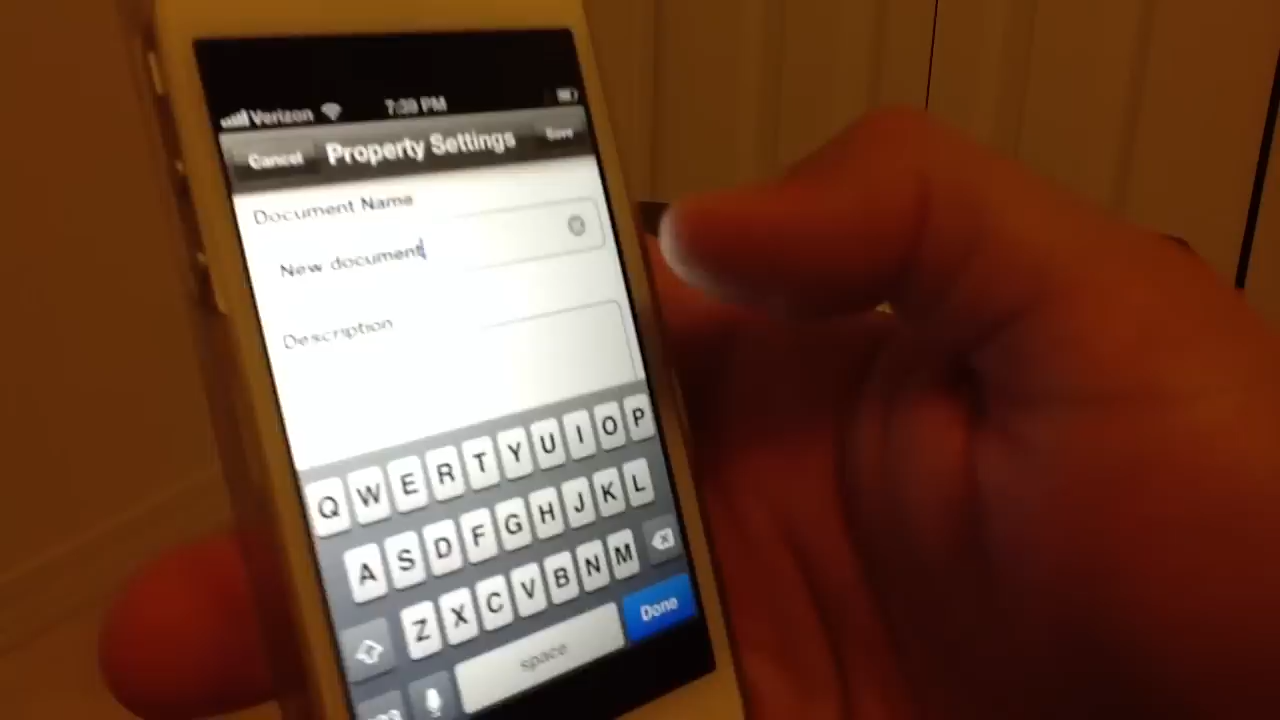 Verizon 7:39 PM
Cancel Property Settings Save
Document Name
New document
Description
Q W E R T Y U I O P
A S D F G H J K L
Z X C V B N M
space Done